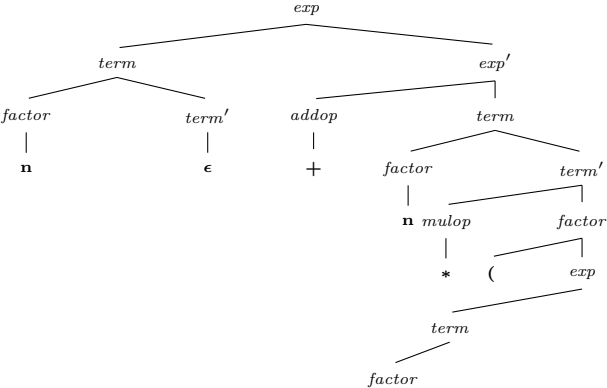 exp
term exp′
factor term′ addop term
n ϵ + factor term′
n mulop factor
* ( exp
term
factor